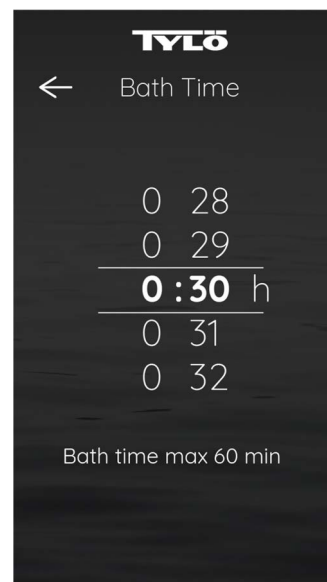 TYLÖ
Bath Time
0 28
0 29
0 : 30 h
0 31
0 32
Bath time max 60 min